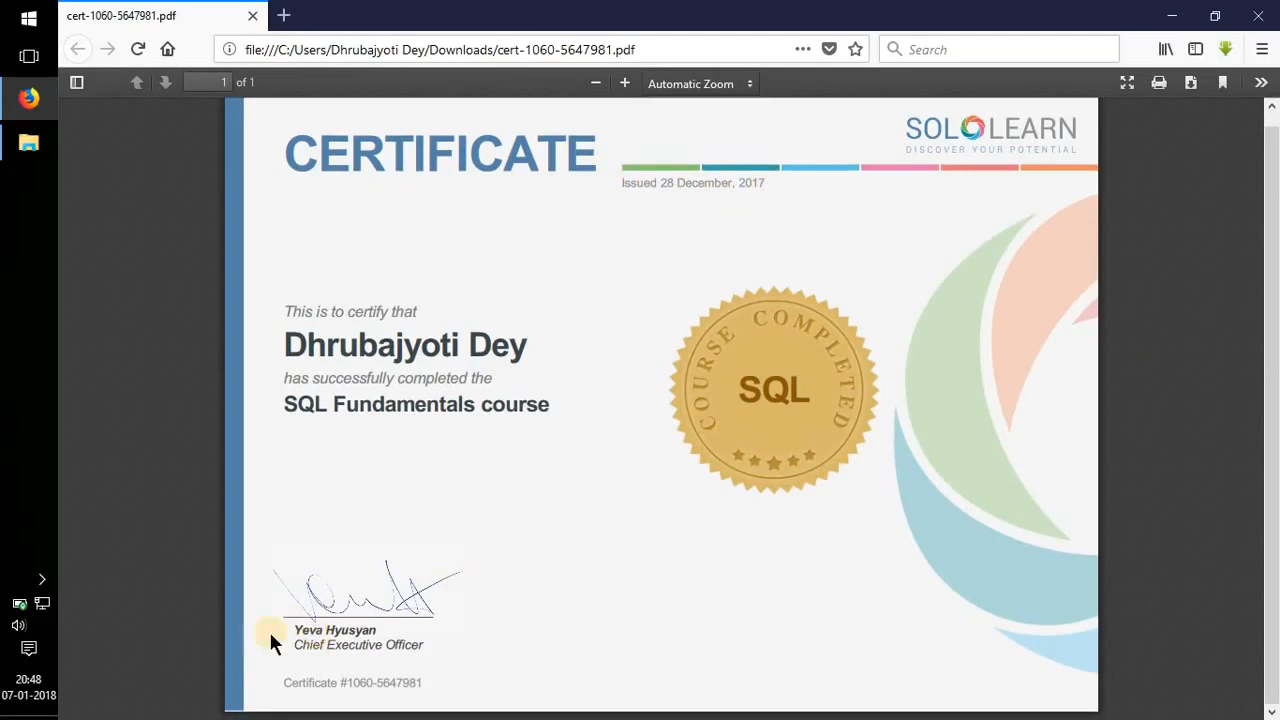 cert-1060-5647981.pdf
file:///C:/Users/Dhrubajyoti Dey/Downloads/cert-1060-5647981.pdf
Search
1 of 1
Automatic Zoom
CERTIFICATE
SOLOLEARN
DISCOVER YOUR POTENTIAL
Issued 28 December, 2017
This is to certify that
Dhrubajyoti Dey
has successfully completed the
SQL Fundamentals course
COURSE COMPLETED
SQL
Yeva Hyusyan
Chief Executive Officer
Certificate #1060-5647981
20:48
07-01-2018